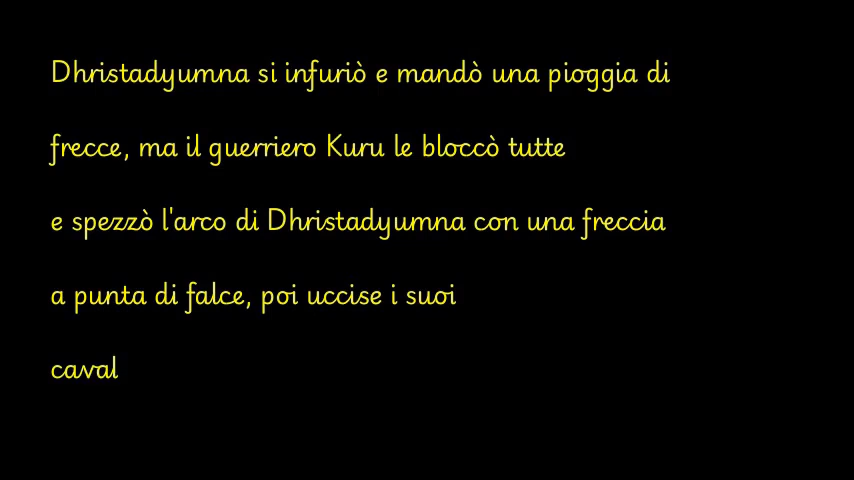 Dhristadyumna si infuriò e mandò una pioggia di
frecce, ma il guerriero Kuru le bloccò tutte
e spezzò l'arco di Dhristadyumna con una freccia
a punta di falce, poi uccise i suoi
caval